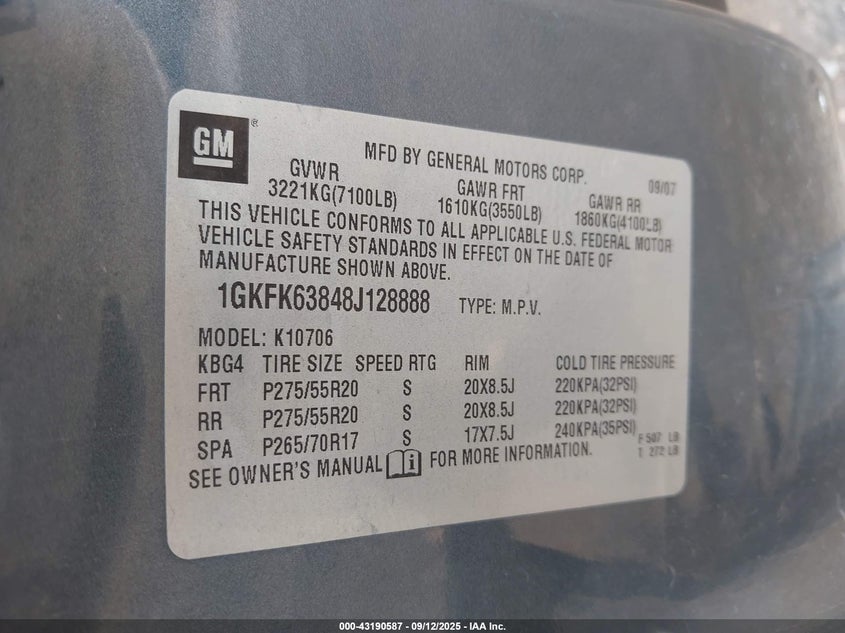 GM ®
MFD BY GENERAL MOTORS CORP.
09/07
GVWR GAWR FRT GAWR RR
3221KG(7100LB) 1610KG(3550LB) 1860KG(4100LB)
THIS VEHICLE CONFORMS TO ALL APPLICABLE U.S. FEDERAL MOTOR
VEHICLE SAFETY STANDARDS IN EFFECT ON THE DATE OF
MANUFACTURE SHOWN ABOVE.
1GKFK63848J128888 TYPE: M.P.V.
MODEL: K10706
KBG4 TIRE SIZE SPEED RTG RIM COLD TIRE PRESSURE
FRT P275/55R20 S 20X8.5J 220KPA(32PSI)
RR P275/55R20 S 20X8.5J 220KPA(32PSI)
SPA P265/70R17 S 17X7.5J 240KPA(35PSI)
F 507 LB
T 272 LB
SEE OWNER'S MANUAL i FOR MORE INFORMATION.
000-43190587 - 09/12/2025 - IAA Inc.